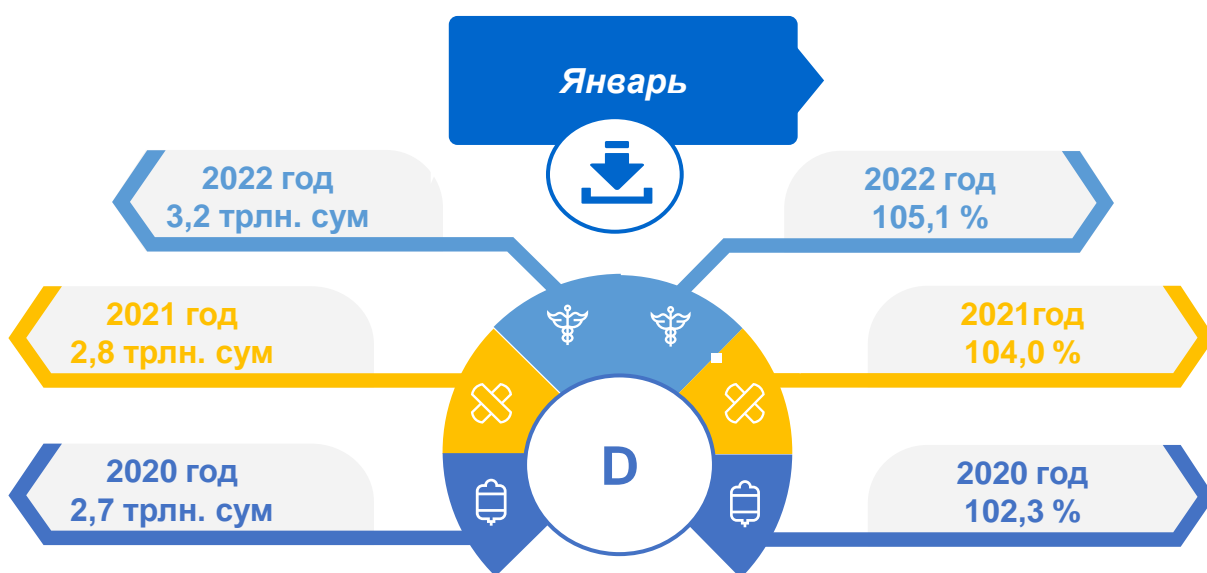 Январь
2022 год
3,2 трлн. сум
2022 год
105,1 %
2021 год
2,8 трлн. сум
2021год
104,0 %
D
2020 год
2,7 трлн. сум
2020 год
102,3 %